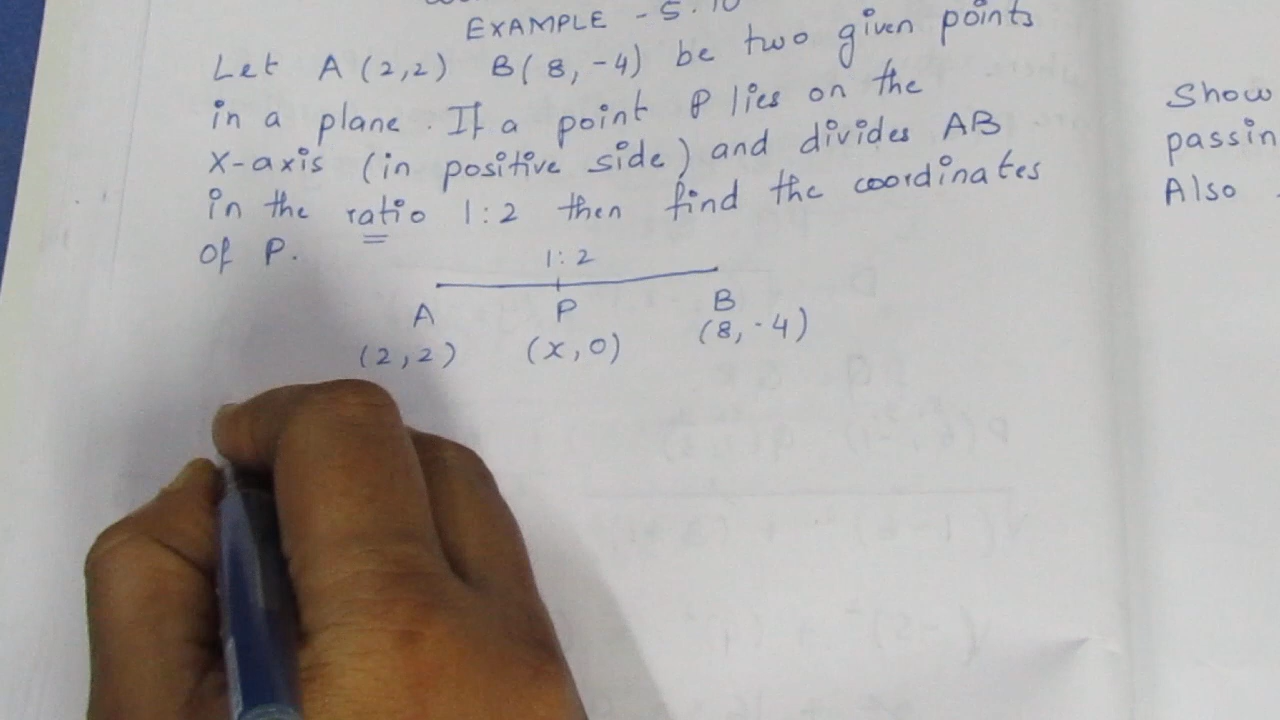 EXAMPLE - 5.10
Let A (2,2) B( 8, -4) be two given points
in a plane. If a point P lies on the
X-axis (in positive side) and divides AB
in the ratio 1:2 then find the coordinates
of P.
1:2
A P B
(2,2) (x,0) (8,-4)
Show
passin
Also